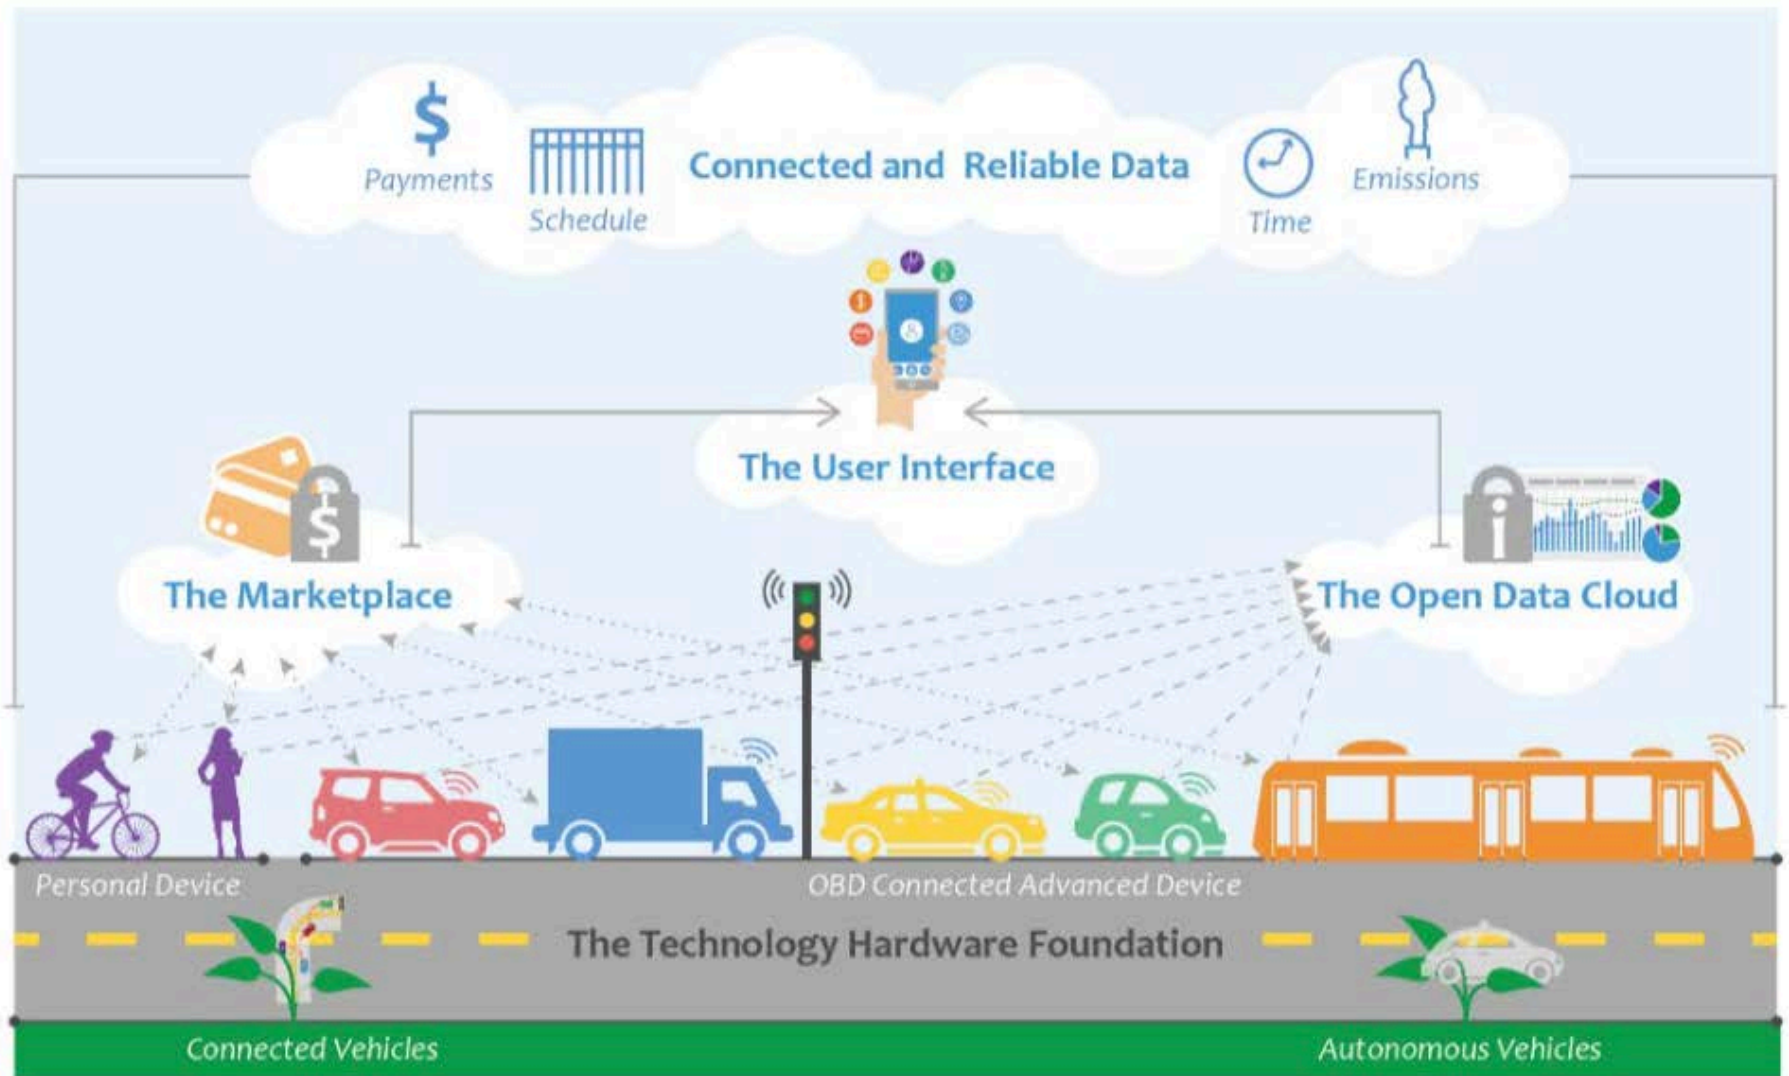 $
Payments
Schedule
Connected and Reliable Data
Time
Emissions
The User Interface
$
The Marketplace
i
The Open Data Cloud
Personal Device
OBD Connected Advanced Device
The Technology Hardware Foundation
Connected Vehicles
Autonomous Vehicles